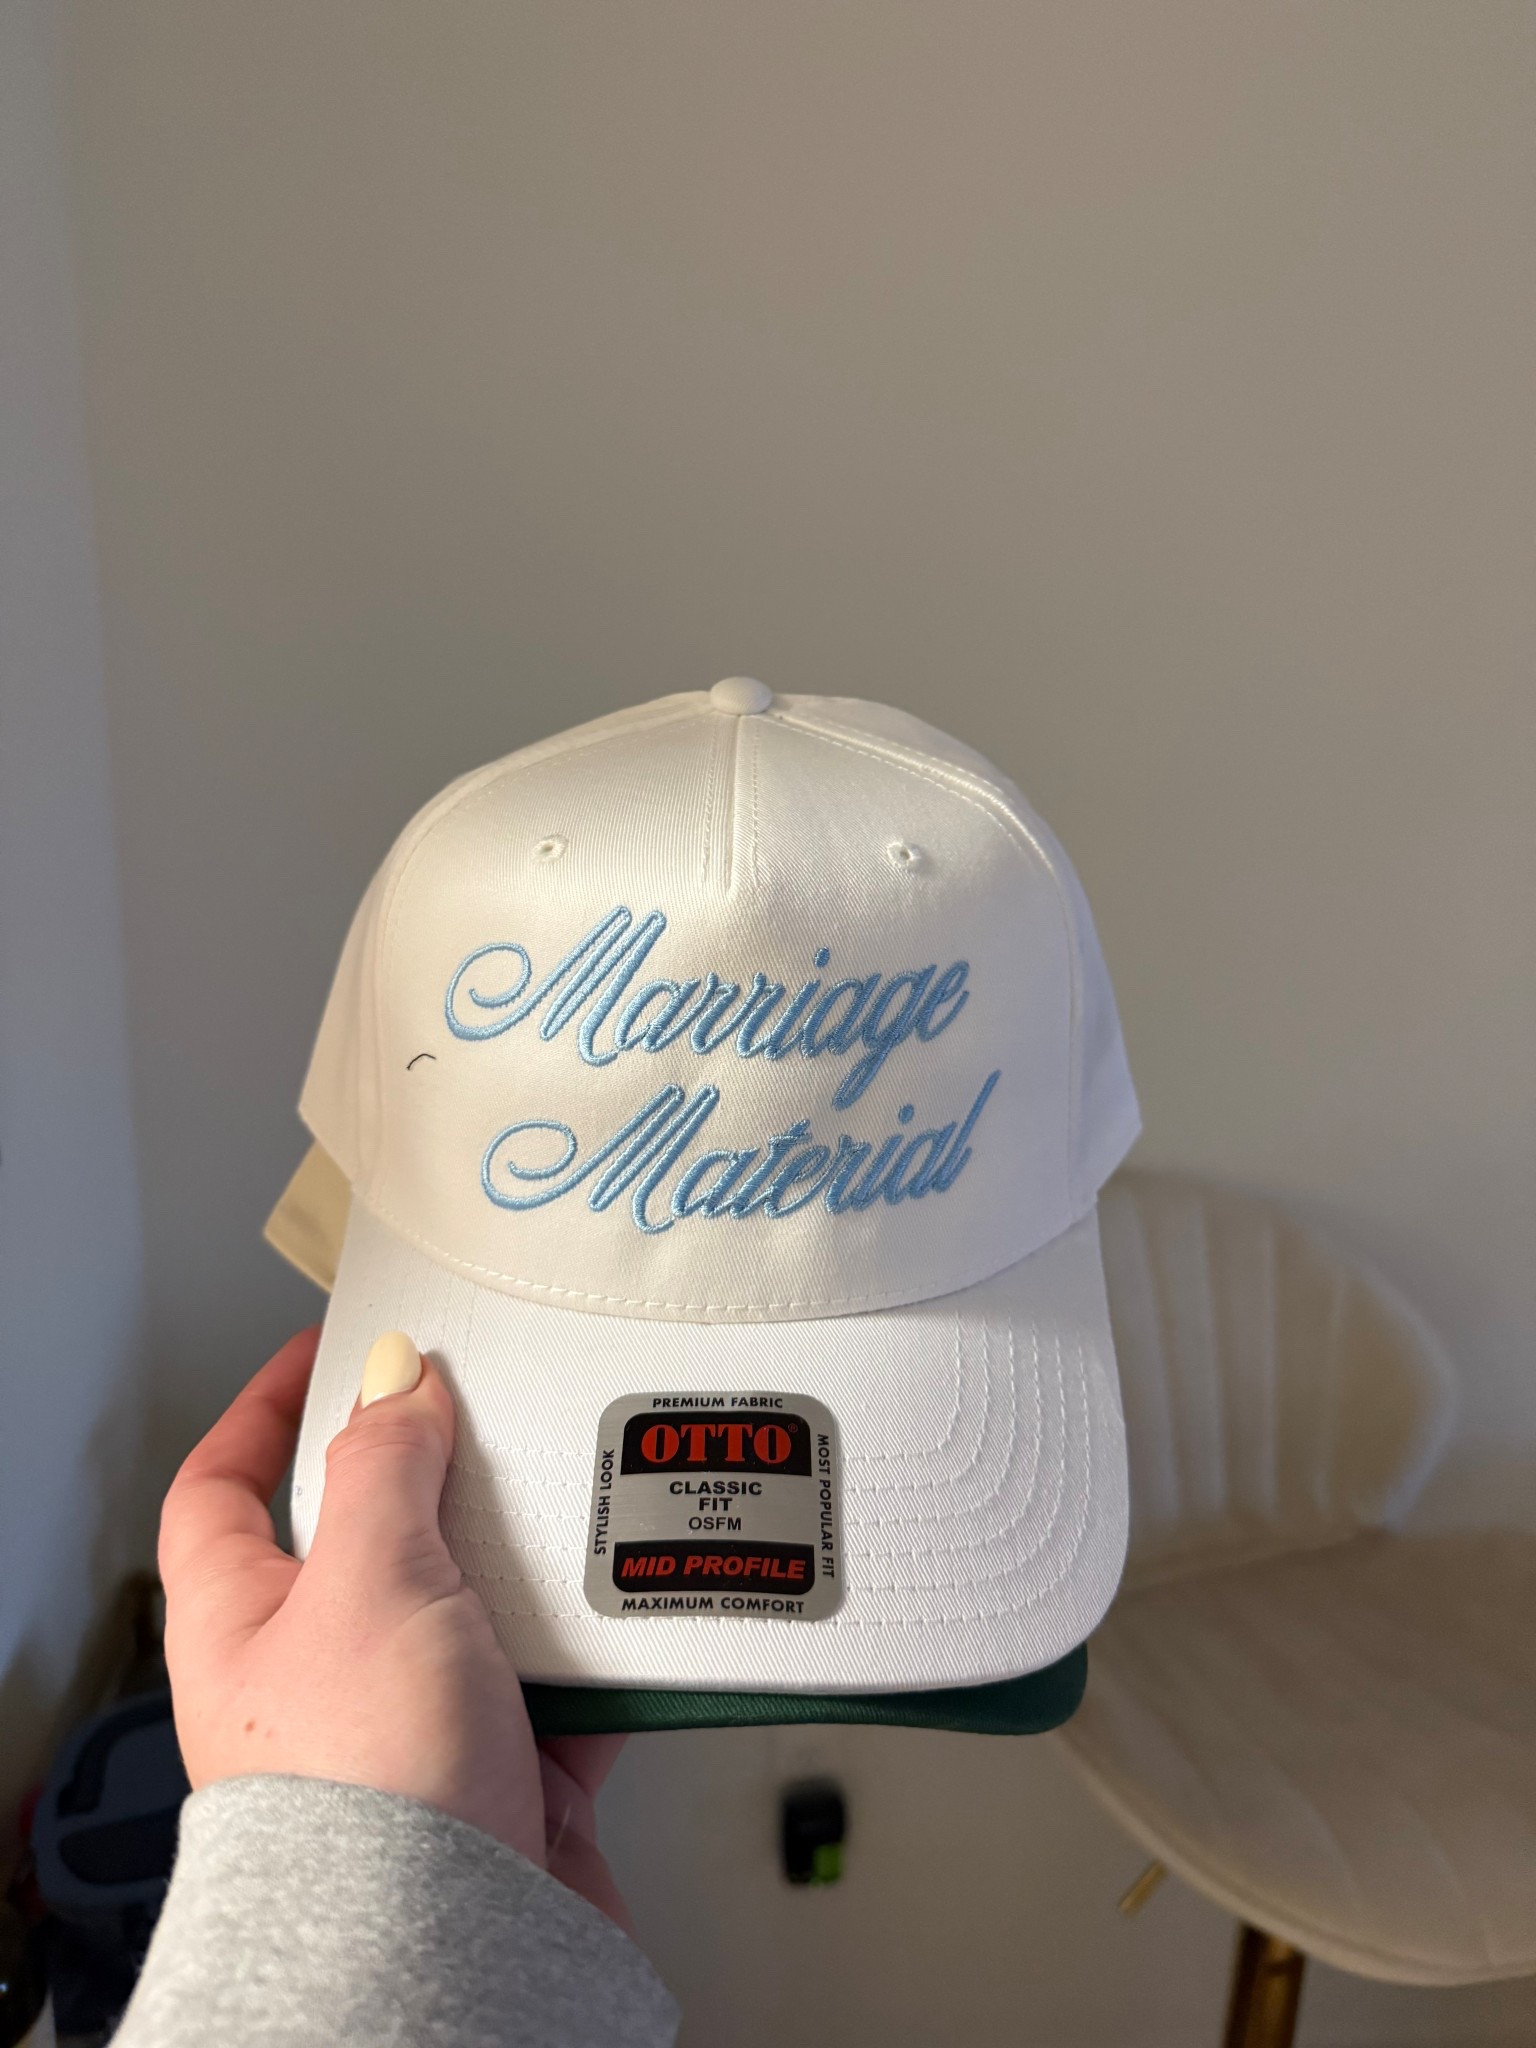 Marriage
Material
PREMIUM FABRIC
OTTO®
STYLISH LOOK
CLASSIC
FIT
OSFM
MOST POPULAR FIT
MID PROFILE
MAXIMUM COMFORT